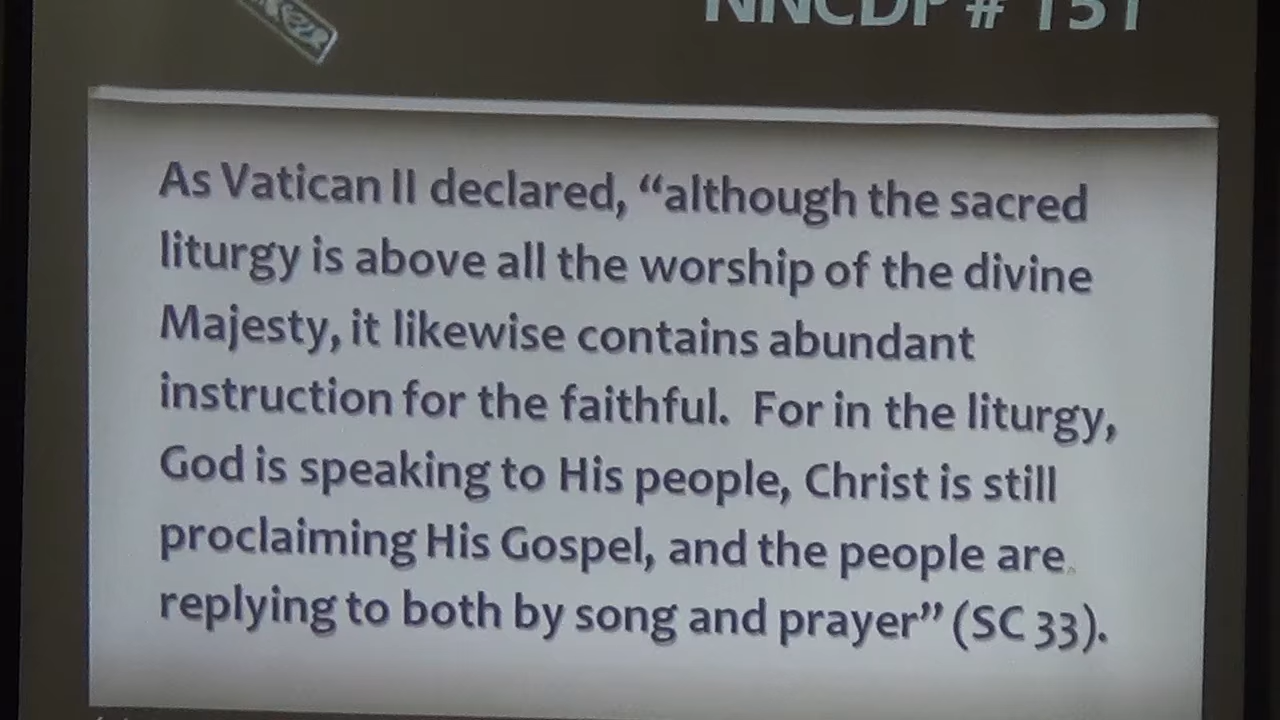 NNCDP # 151
As Vatican II declared, “although the sacred
liturgy is above all the worship of the divine
Majesty, it likewise contains abundant
instruction for the faithful.  For in the liturgy,
God is speaking to His people, Christ is still
proclaiming His Gospel, and the people are
replying to both by song and prayer” (SC 33).